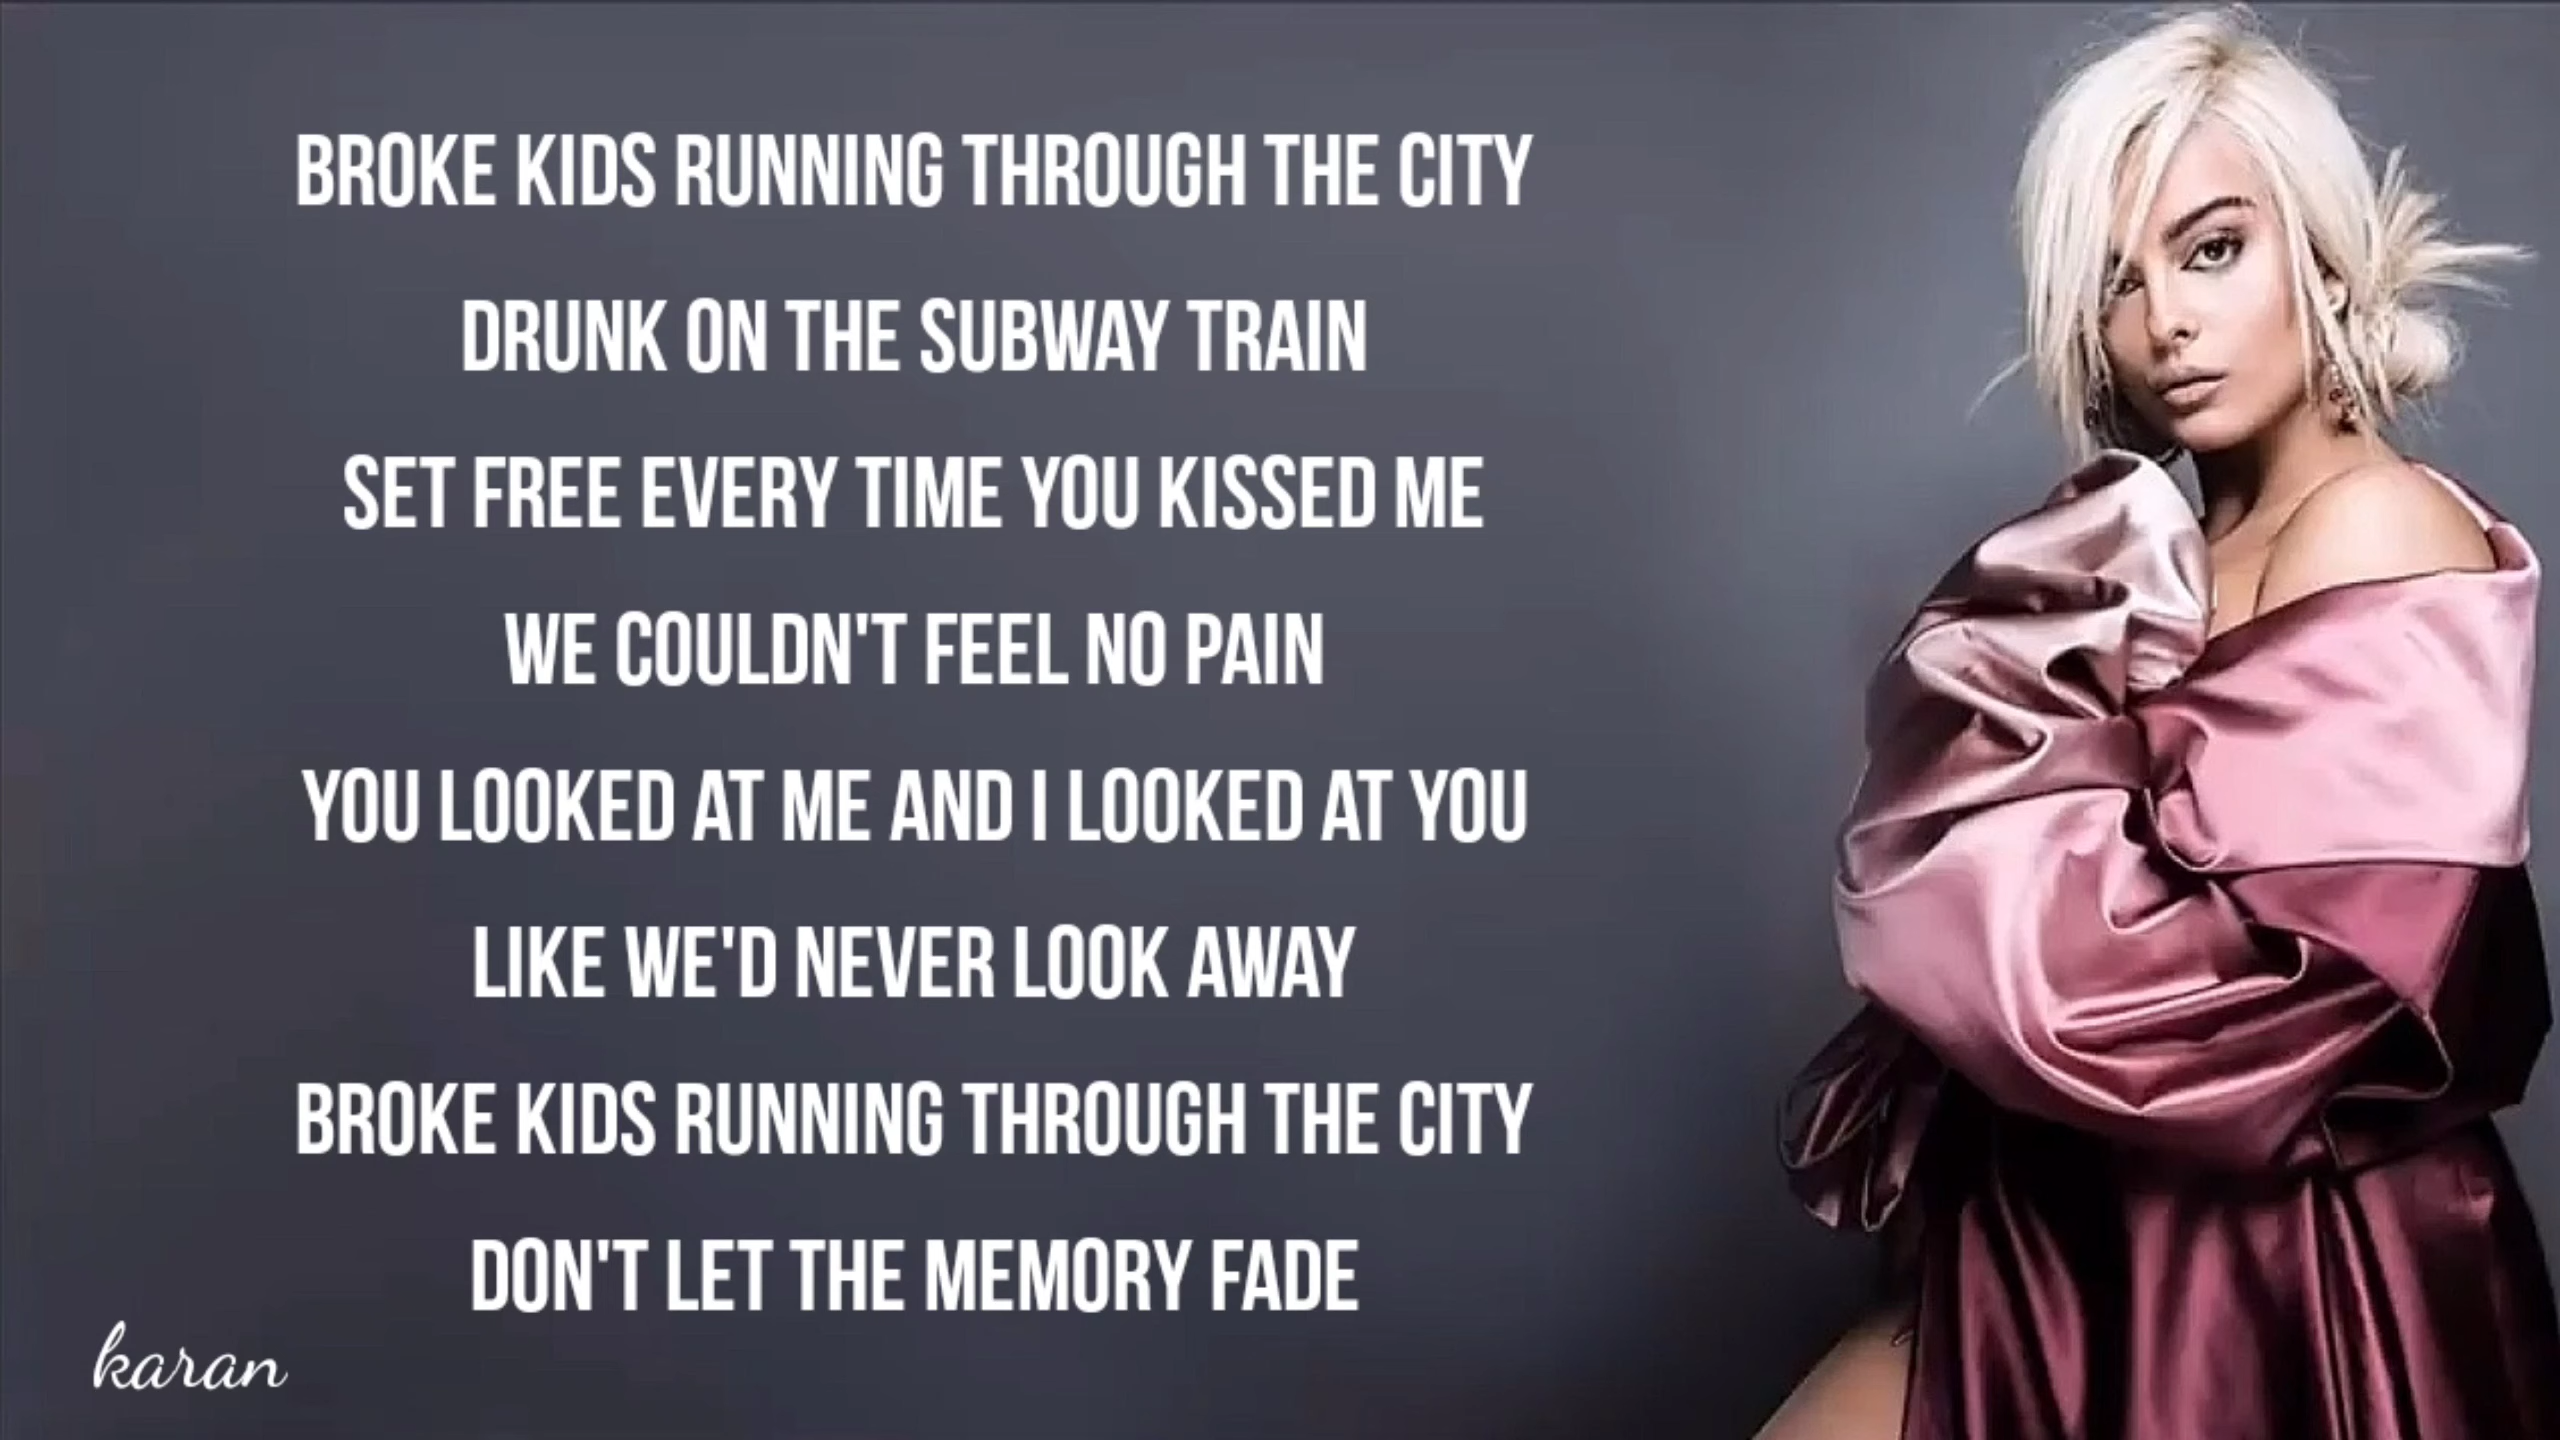 BROKE KIDS RUNNING THROUGH THE CITY
DRUNK ON THE SUBWAY TRAIN
SET FREE EVERY TIME YOU KISSED ME
WE COULDN'T FEEL NO PAIN
YOU LOOKED AT ME AND I LOOKED AT YOU
LIKE WE'D NEVER LOOK AWAY
BROKE KIDS RUNNING THROUGH THE CITY
DON'T LET THE MEMORY FADE
karan